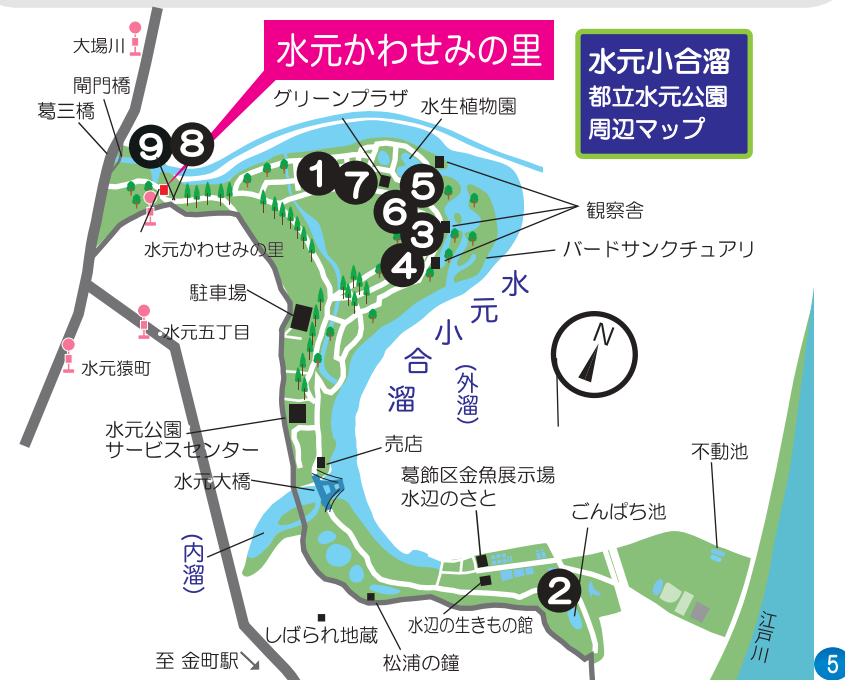 水元かわせみの里
水元小合溜
都立水元公園
周辺マップ
大場川
閘門橋
葛三橋
グリーンプラザ
水生植物園
9
8
1
7
5
6
3
4
観察舎
バードサンクチュアリ
水元かわせみの里
駐車場
水元五丁目
水元猿町
水元小合溜
(外溜)
N
水元公園
サービスセンター
売店
水元大橋
(内溜)
葛飾区金魚展示場
水辺のさと
不動池
ごんぱち池
2
しばられ地蔵
水辺の生きもの館
松浦の鐘
至 金町駅
江戸川
5